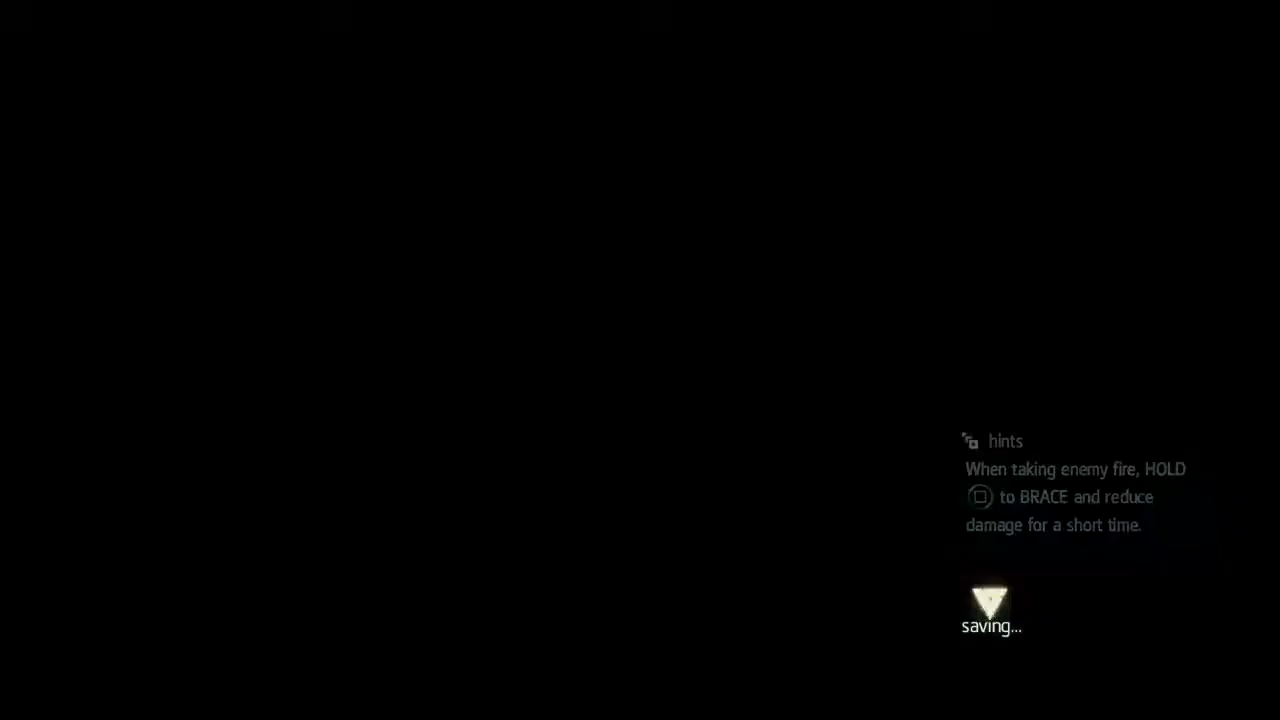 hints
When taking enemy fire, HOLD
to BRACE and reduce
damage for a short time.
saving...